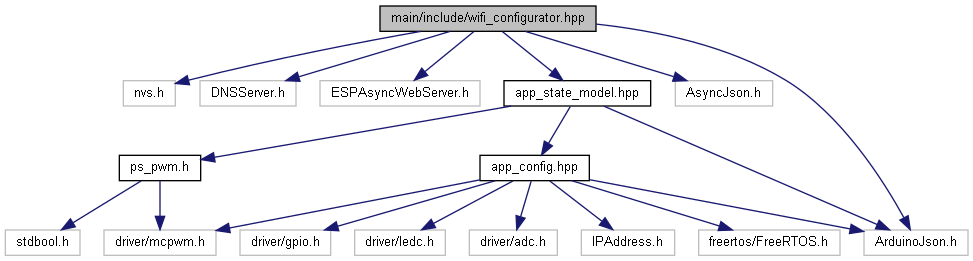 main/include/wifi_configurator.hpp
nvs.h
DNSServer.h
ESPAsyncWebServer.h
app_state_model.hpp
AsyncJson.h
ps_pwm.h
app_config.hpp
stdbool.h
driver/mcpwm.h
driver/gpio.h
driver/ledc.h
driver/adc.h
IPAddress.h
freertos/FreeRTOS.h
ArduinoJson.h